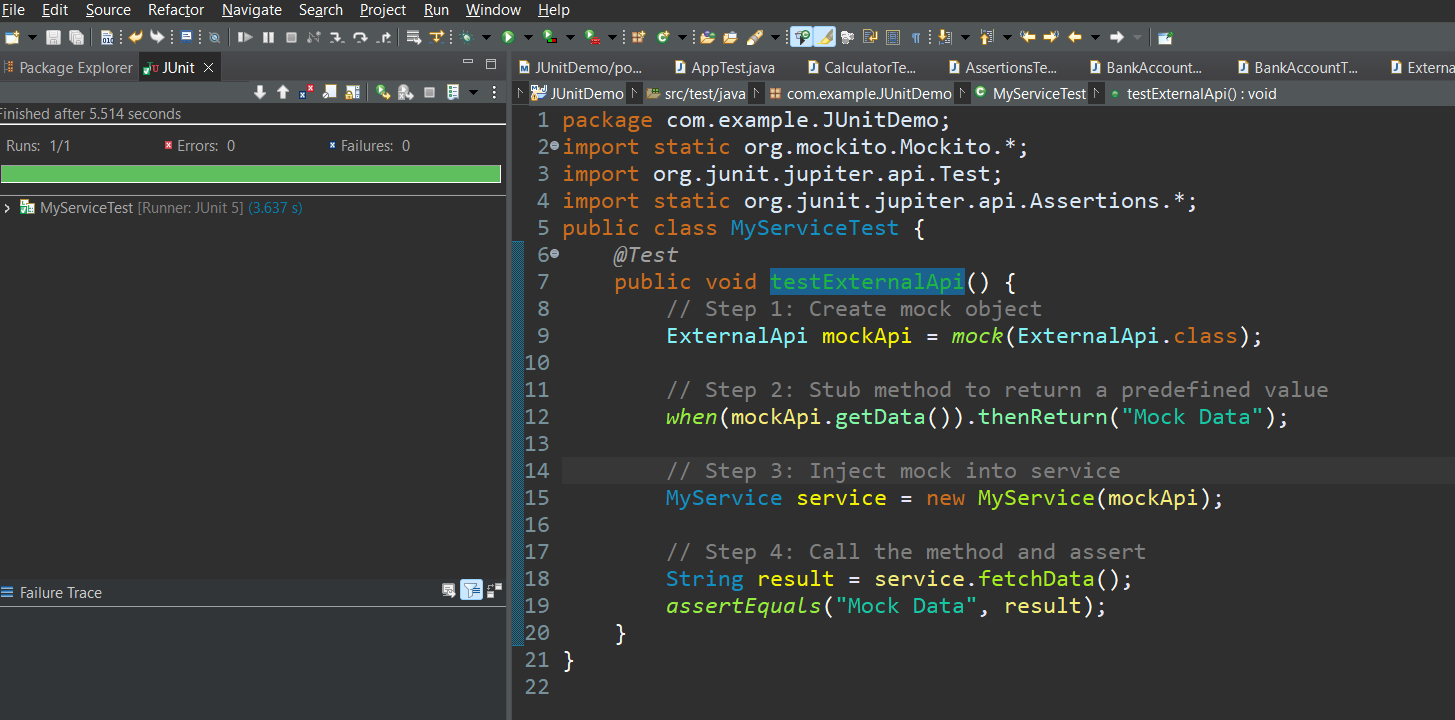 File Edit Source Refactor Navigate Search Project Run Window Help
Package Explorer JUnit
JUnitDemo/po... AppTest.java CalculatorTe... AssertionsTe... BankAccount... BankAccountT... Externa
JUnitDemo src/test/java com.exampleJUnitDemo MyServiceTest testExternalApi() : void
Finished after 5.514 seconds
Runs: 1/1 Errors: 0 Failures: 0
MyServiceTest [Runner: JUnit 5] (3.637 s)
Failure Trace
1 package com.example.JUnitDemo;
2 import static org.mockito.Mockito.*;
3 import org.junit.jupiter.api.Test;
4 import static org.junit.jupiter.api.Assertions.*;
5 public class MyServiceTest {
6 @Test
7 public void testExternalApi() {
8 // Step 1: Create mock object
9 ExternalApi mockApi = mock(ExternalApi.class);
10
11 // Step 2: Stub method to return a predefined value
12 when(mockApi.getData()).thenReturn("Mock Data");
13
14 // Step 3: Inject mock into service
15 MyService service = new MyService(mockApi);
16
17 // Step 4: Call the method and assert
18 String result = service.fetchData();
19 assertEquals("Mock Data", result);
20 }
21 }
22